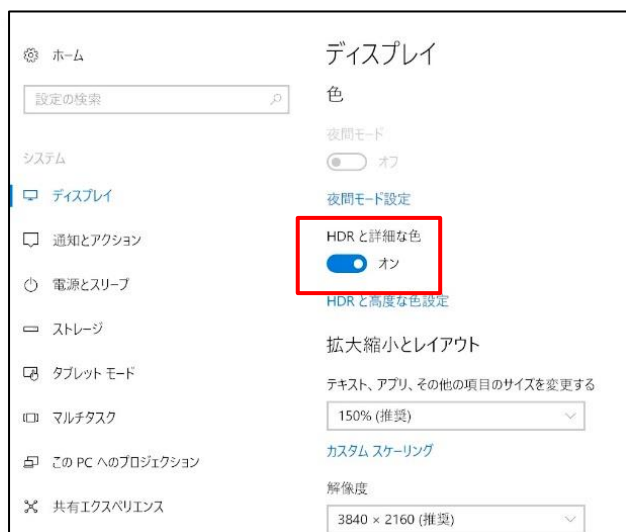 ホーム
設定の検索
システム
ディスプレイ
通知とアクション
電源とスリープ
ストレージ
タブレット モード
マルチタスク
この PC へのプロジェクション
共有エクスペリエンス
ディスプレイ
色
夜間モード
オフ
夜間モード設定
HDR と詳細な色
オン
HDR と高度な色設定
拡大縮小とレイアウト
テキスト、アプリ、その他の項目のサイズを変更する
150% (推奨)
カスタム スケーリング
解像度
3840 × 2160 (推奨)